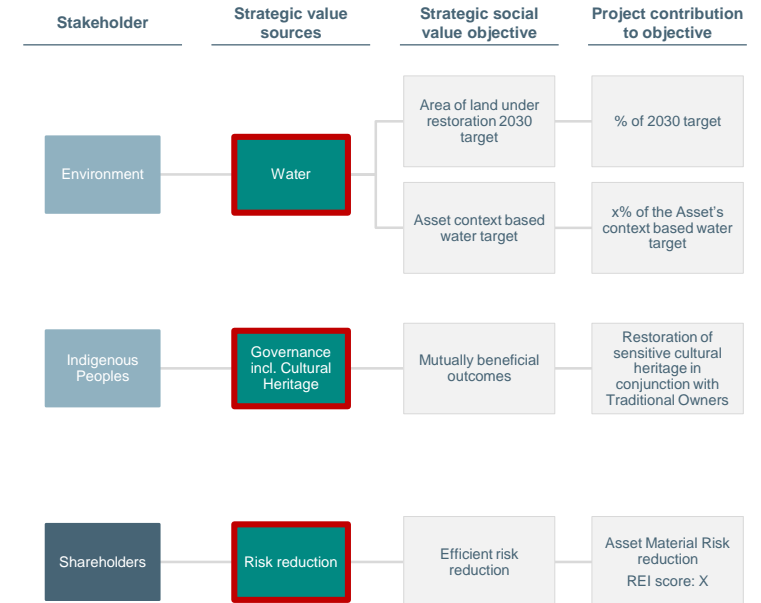 Stakeholder
Strategic value
sources
Strategic social
value objective
Project contribution
to objective
Environment
Water
Area of land under
restoration 2030
target
% of 2030 target
Asset context based
water target
x% of the Asset's
context based water
target
Indigenous
Peoples
Governance
incl. Cultural
Heritage
Mutually beneficial
outcomes
Restoration of
sensitive cultural
heritage in
conjunction with
Traditional Owners
Shareholders
Risk reduction
Efficient risk
reduction
Asset Material Risk
reduction
REI score: X